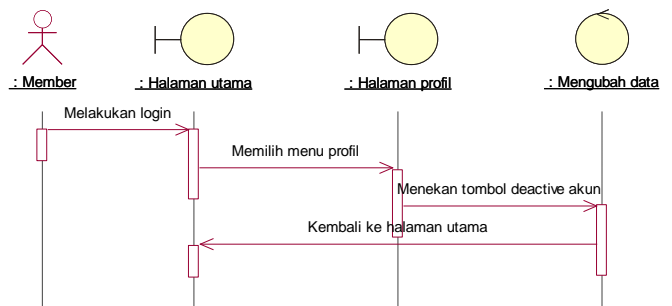 : Member
: Halaman utama
: Halaman profil
: Mengubah data
Melakukan login
Memilih menu profil
Menekan tombol deactive akun
Kembali ke halaman utama